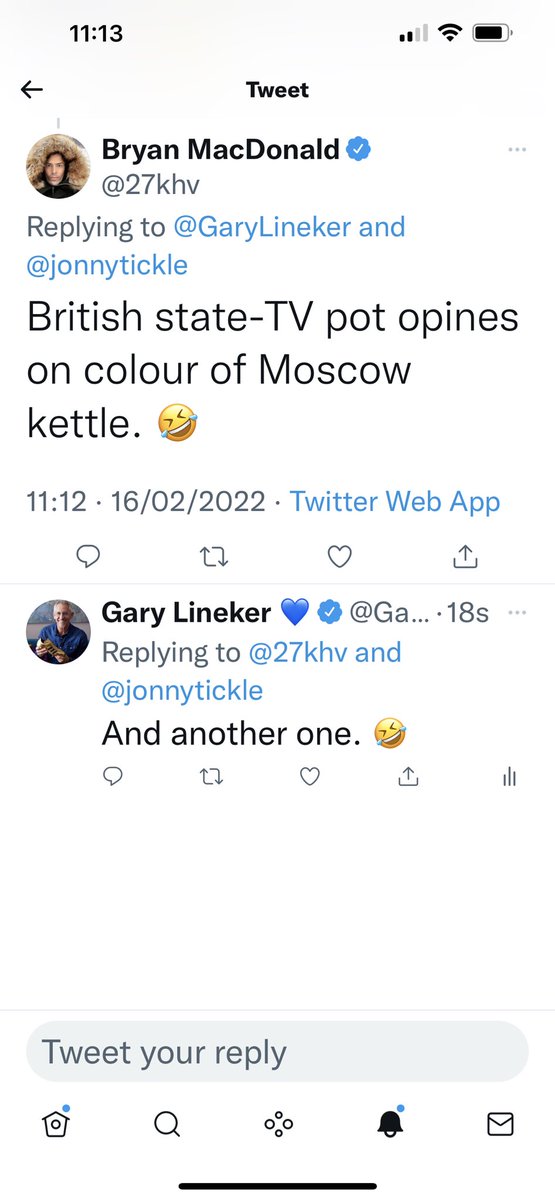 11:13
Tweet
Bryan MacDonald
@27khv
Replying to @GaryLineker and
@jonnytickle
British state-TV pot opines
on colour of Moscow
kettle. 🤣
11:12 · 16/02/2022 · Twitter Web App
Gary Lineker 💙 @Ga... · 18s
Replying to @27khv and
@jonnytickle
And another one. 🤣
Tweet your reply